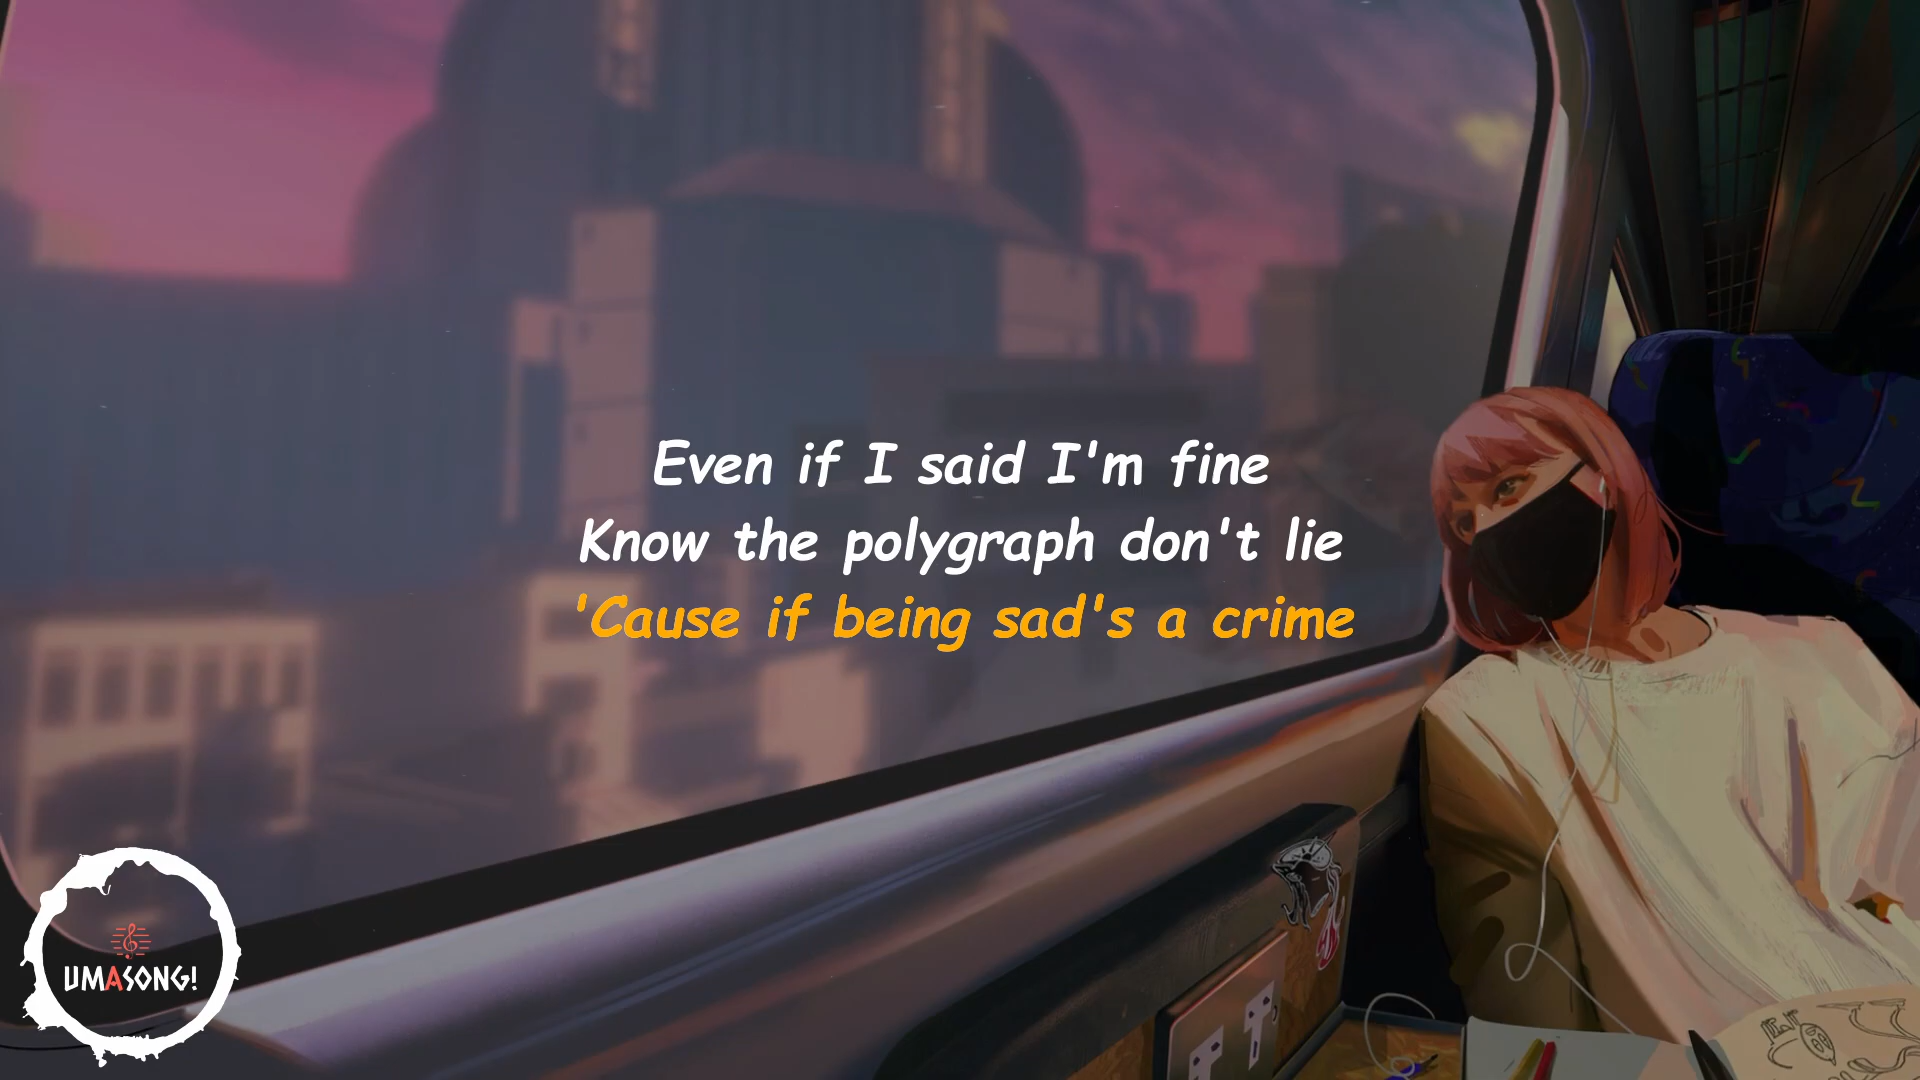 Even if I said I'm fine
Know the polygraph don't lie
'Cause if being sad's a crime
UMASONG!